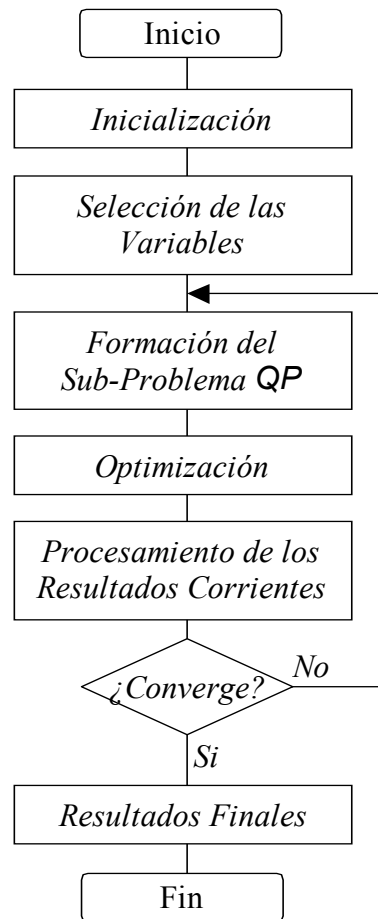 Inicio
Inicialización
Selección de las
Variables
Formación del
Sub-Problema QP
Optimización
Procesamiento de los
Resultados Corrientes
¿Converge?
No
Si
Resultados Finales
Fin